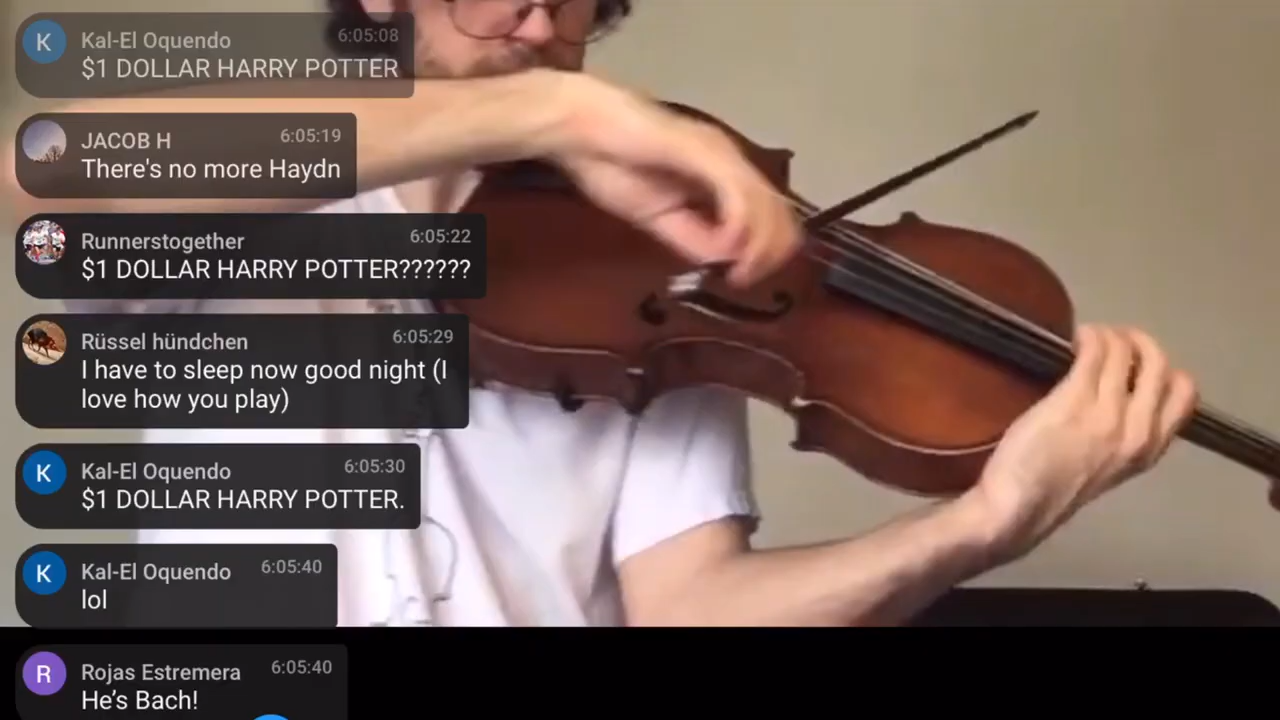 K
Kal-El Oquendo 6:05:08
$1 DOLLAR HARRY POTTER
JACOB H 6:05:19
There's no more Haydn
Runnerstogether 6:05:22
$1 DOLLAR HARRY POTTER??????
Rüssel hündchen 6:05:29
I have to sleep now good night (I
love how you play)
K
Kal-El Oquendo 6:05:30
$1 DOLLAR HARRY POTTER.
K
Kal-El Oquendo 6:05:40
lol
R
Rojas Estremera 6:05:40
He’s Bach!